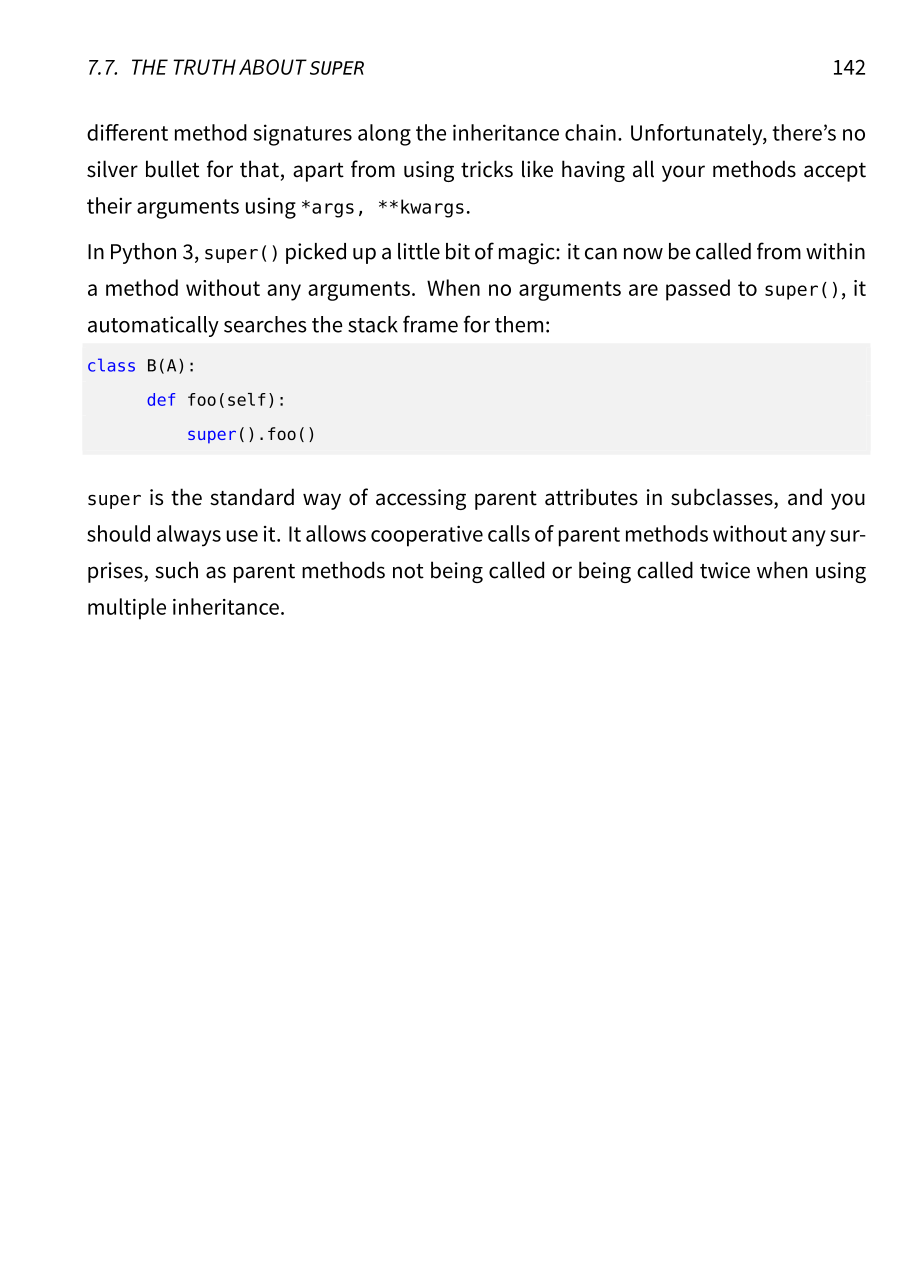 7.7. THE TRUTH ABOUT SUPER 142
different method signatures along the inheritance chain. Unfortunately, there’s no
silver bullet for that, apart from using tricks like having all your methods accept
their arguments using *args, **kwargs.
In Python 3, super() picked up a little bit of magic: it can now be called from within
a method without any arguments. When no arguments are passed to super(), it
automatically searches the stack frame for them:
class B(A):
      def foo(self):
          super().foo()
super is the standard way of accessing parent attributes in subclasses, and you
should always use it. It allows cooperative calls of parent methods without any sur-
prises, such as parent methods not being called or being called twice when using
multiple inheritance.